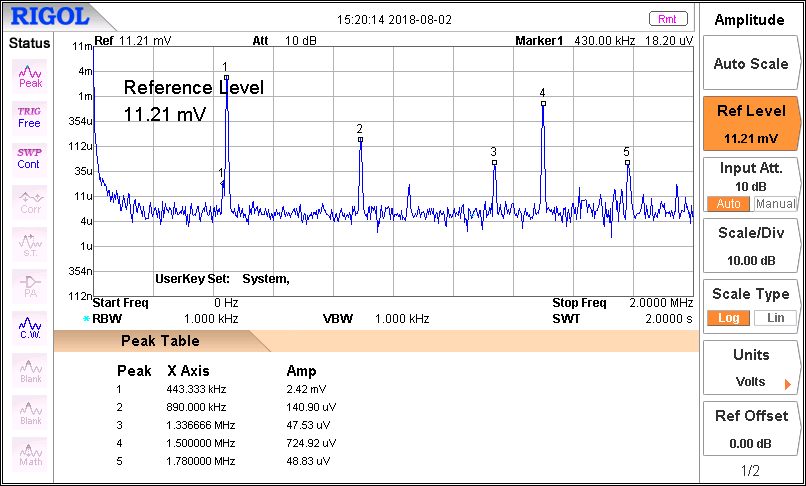 RIGOL
15:20:14 2018-08-02
Rmt
Status
Ref 11.21 mV Att 10 dB Marker1 430.00 kHz 18.20 uV
Peak
TRIG
Free
SWP
Cont
Corr
S.T.
PA
C.W.
Blank
Blank
Math
11m
4m
1m
354u
112u
35u
11u
4u
1u
354n
112n
Reference Level
11.21 mV
1
1
2
3
4
5
UserKey Set: System,
Start Freq 0 Hz Stop Freq 2.0000 MHz
*RBW 1.000 kHz VBW 1.000 kHz SWT 2.0000 s
Peak Table
Peak X Axis Amp
1 443.333 kHz 2.42 mV
2 890.000 kHz 140.90 uV
3 1.336666 MHz 47.53 uV
4 1.500000 MHz 724.92 uV
5 1.780000 MHz 48.83 uV
Amplitude
Auto Scale
Ref Level
11.21 mV
Input Att.
10 dB
Auto Manual
Scale/Div
10.00 dB
Scale Type
Log Lin
Units
Volts
Ref Offset
0.00 dB
1/2